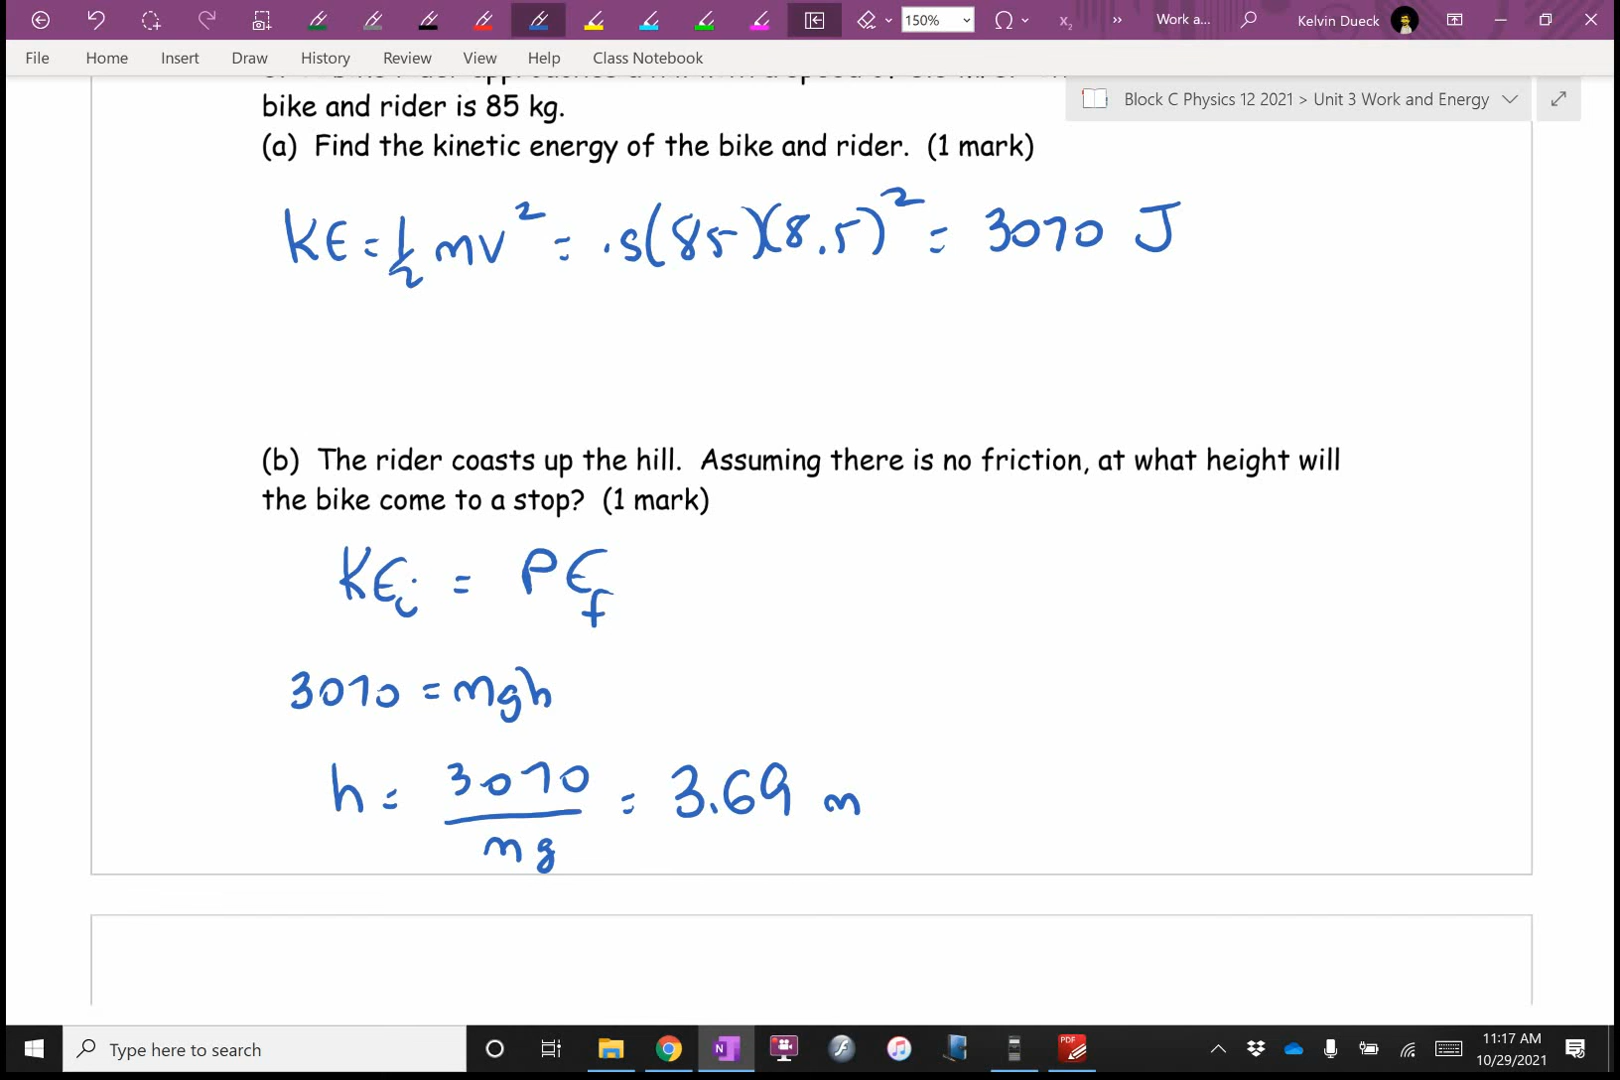 150%
Work a...
Kelvin Dueck
File Home Insert Draw History Review View Help Class Notebook
Block C Physics 12 2021 > Unit 3 Work and Energy
bike and rider is 85 kg.
(a) Find the kinetic energy of the bike and rider. (1 mark)
KE = 1/2 mv² = .5(85)(8.5)² = 3070 J
(b) The rider coasts up the hill. Assuming there is no friction, at what height will
the bike come to a stop? (1 mark)
KEi = PEf
3070 = mgh
h = 3070/mg = 3.69 m
Type here to search
PDF
11:17 AM
10/29/2021